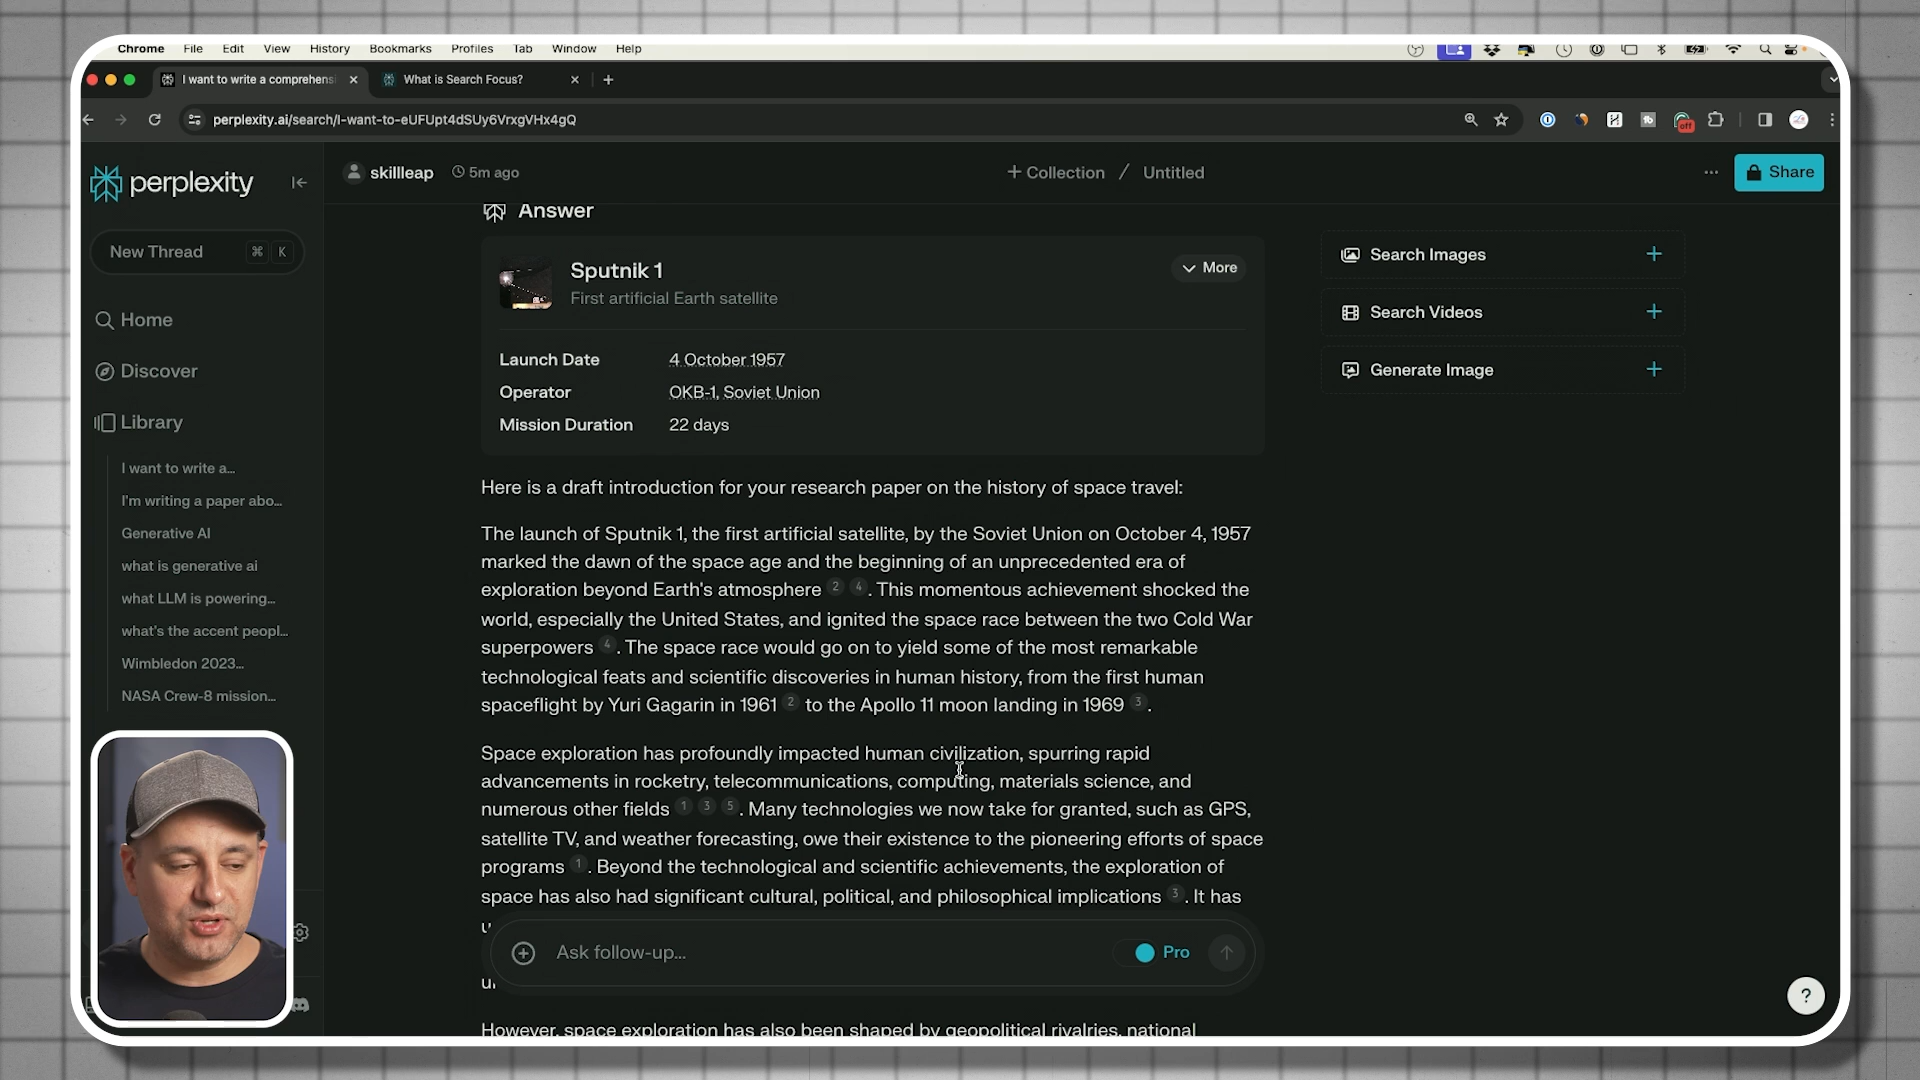 Chrome File Edit View History Bookmarks Profiles Tab Window Help
I want to write a comprehens
What is Search Focus?
perplexity.ai/search/I-want-to-eUFUpt4dSUy6VrxgVHx4gQ
off
perplexity
skillleap 5m ago
+ Collection / Untitled
Share
New Thread ⌘ K
Home
Discover
Library
I want to write a...
I'm writing a paper abo...
Generative AI
what is generative ai
what LLM is powering...
what's the accent peopl...
Wimbledon 2023...
NASA Crew-8 mission...
Answer
Sputnik 1
First artificial Earth satellite
More
Launch Date 4 October 1957
Operator OKB-1, Soviet Union
Mission Duration 22 days
Here is a draft introduction for your research paper on the history of space travel:
The launch of Sputnik 1, the first artificial satellite, by the Soviet Union on October 4, 1957
marked the dawn of the space age and the beginning of an unprecedented era of
exploration beyond Earth's atmosphere 2 4 . This momentous achievement shocked the
world, especially the United States, and ignited the space race between the two Cold War
superpowers 4 . The space race would go on to yield some of the most remarkable
technological feats and scientific discoveries in human history, from the first human
spaceflight by Yuri Gagarin in 1961 2 to the Apollo 11 moon landing in 1969 3 .
Space exploration has profoundly impacted human civilization, spurring rapid
advancements in rocketry, telecommunications, computing, materials science, and
numerous other fields 1 3 5 . Many technologies we now take for granted, such as GPS,
satellite TV, and weather forecasting, owe their existence to the pioneering efforts of space
programs 1 . Beyond the technological and scientific achievements, the exploration of
space has also had significant cultural, political, and philosophical implications 3 . It has
Ask follow-up...
Pro
However, space exploration has also been shaped by geopolitical rivalries, national
Search Images +
Search Videos +
Generate Image +
?